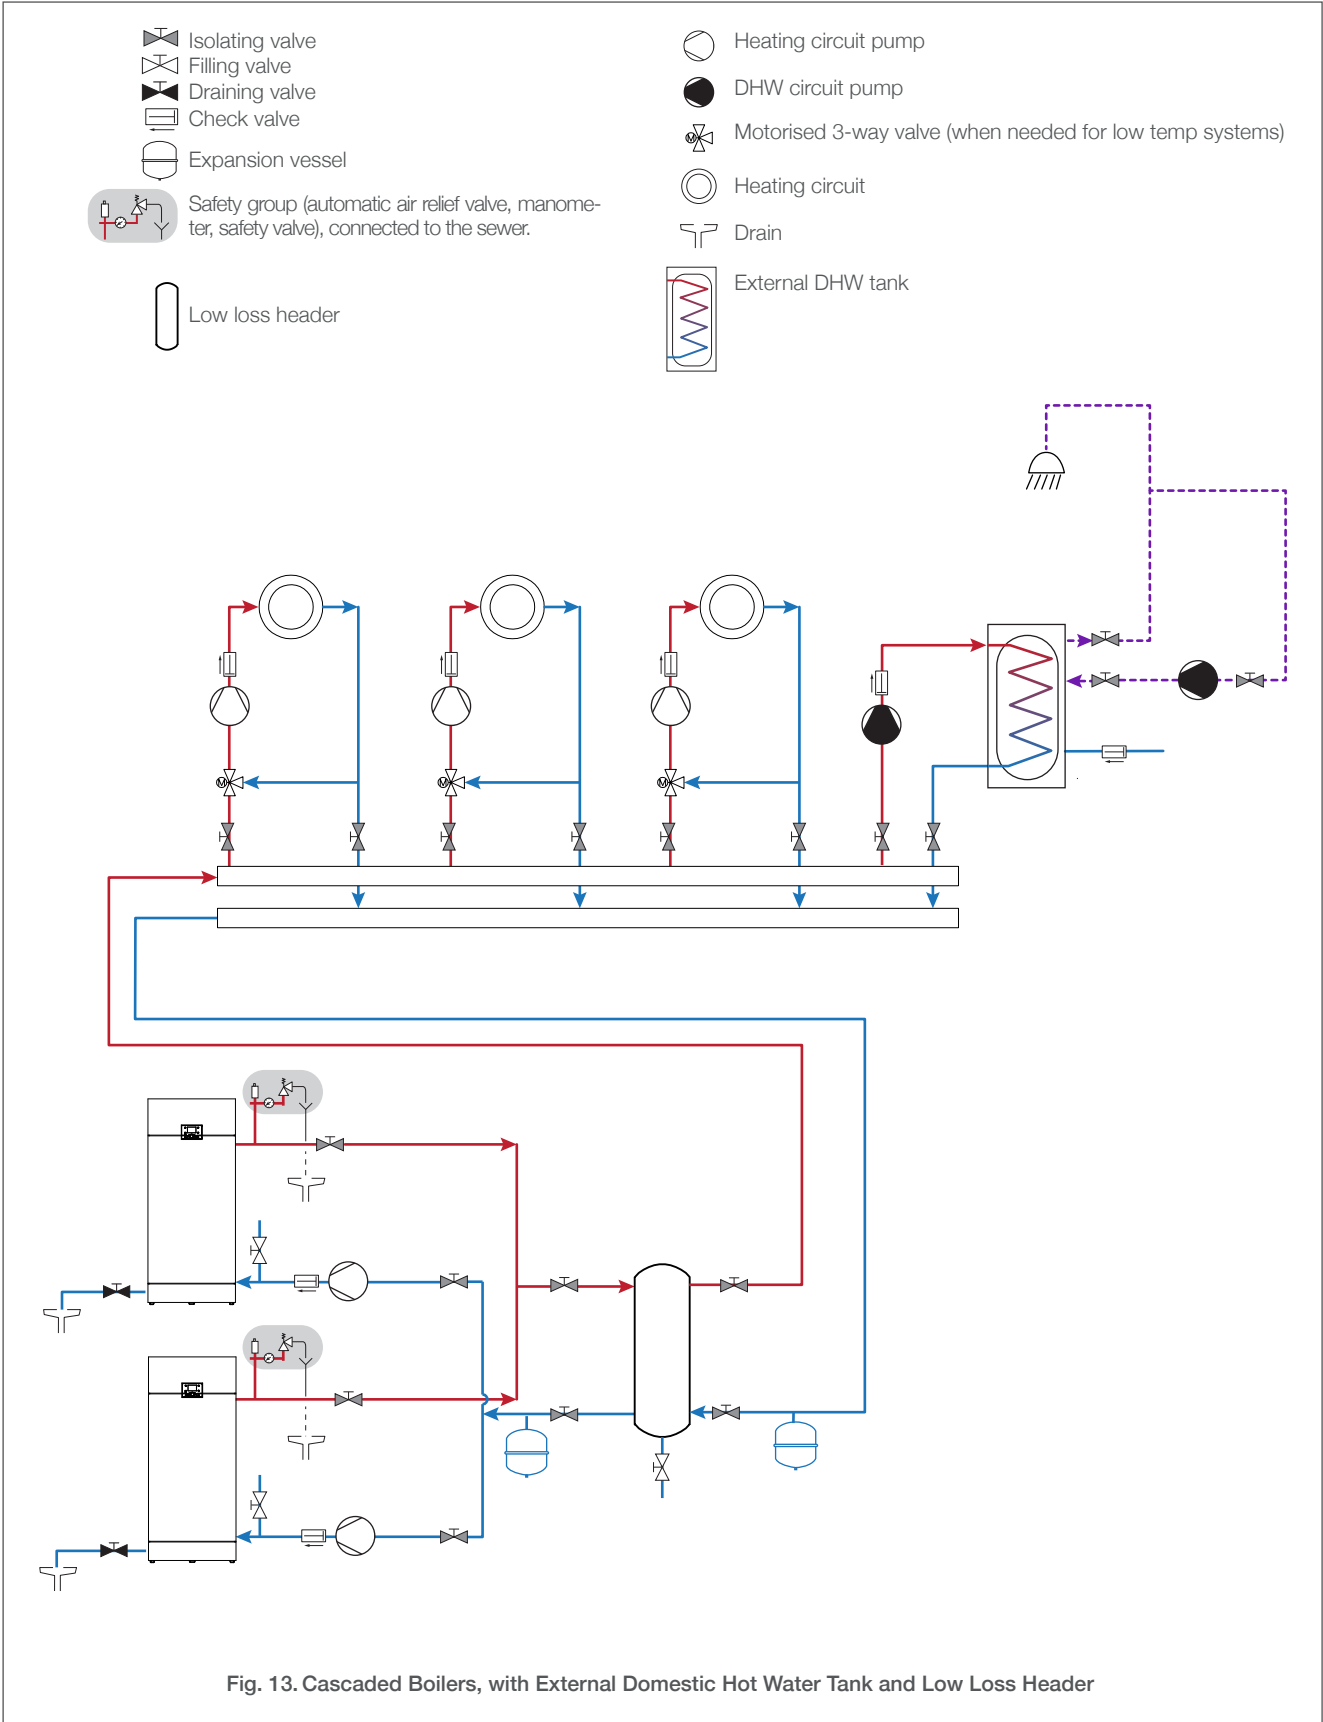 Isolating valve
Filling valve
Draining valve
Check valve
Expansion vessel
Safety group (automatic air relief valve, manome-
ter, safety valve), connected to the sewer.
Low loss header
Heating circuit pump
DHW circuit pump
M
Motorised 3-way valve (when needed for low temp systems)
Heating circuit
Drain
External DHW tank
M
M
M
Fig. 13. Cascaded Boilers, with External Domestic Hot Water Tank and Low Loss Header